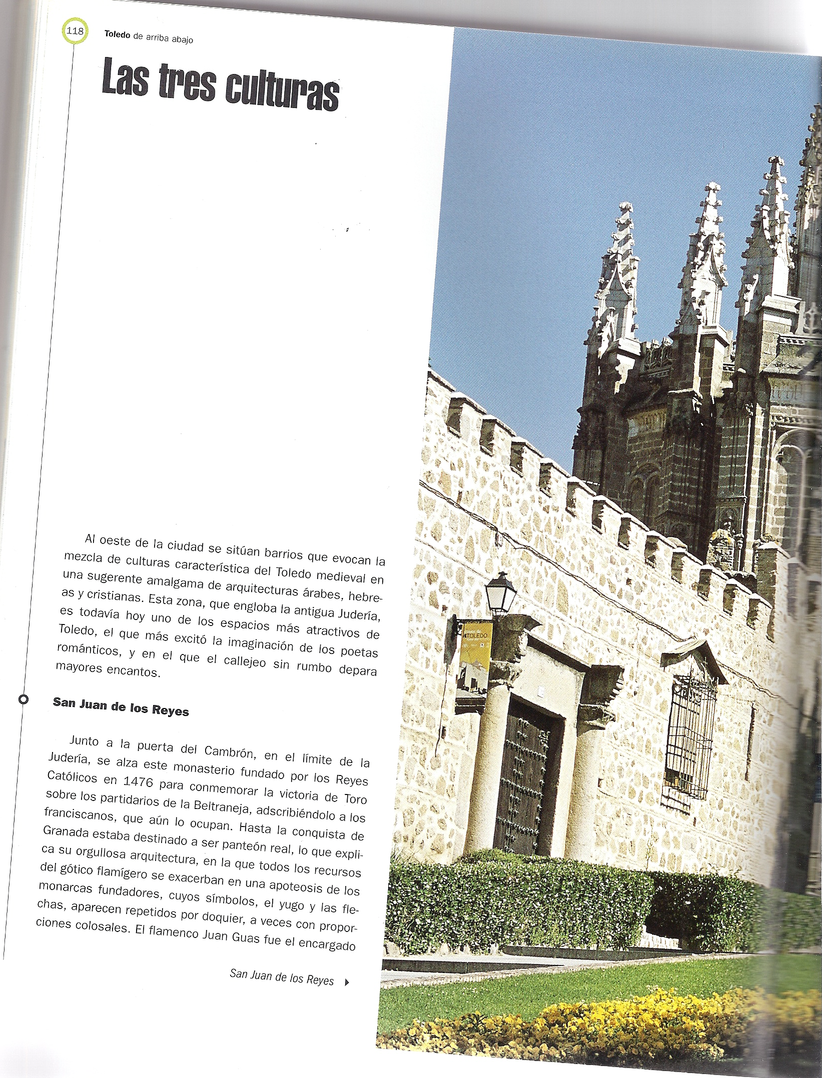 118
Toledo de arriba abajo
Las tres culturas
Al oeste de la ciudad se sitúan barrios que evocan la
mezcla de culturas característica del Toledo medieval en
una sugerente amalgama de arquitecturas árabes, hebre-
as y cristianas. Esta zona, que engloba la antigua Judería,
es todavía hoy uno de los espacios más atractivos de
Toledo, el que más excitó la imaginación de los poetas
románticos, y en el que el callejeo sin rumbo depara
mayores encantos.
San Juan de los Reyes
Junto a la puerta del Cambrón, en el límite de la
Judería, se alza este monasterio fundado por los Reyes
Católicos en 1476 para conmemorar la victoria de Toro
sobre los partidarios de la Beltraneja, adscribiéndolo a los
franciscanos, que aún lo ocupan. Hasta la conquista de
Granada estaba destinado a ser panteón real, lo que expli-
ca su orgullosa arquitectura, en la que todos los recursos
del gótico flamígero se exacerban en una apoteosis de los
monarcas fundadores, cuyos símbolos, el yugo y las fle-
chas, aparecen repetidos por doquier, a veces con propor-
ciones colosales. El flamenco Juan Guas fue el encargado
San Juan de los Reyes
TOLEDO